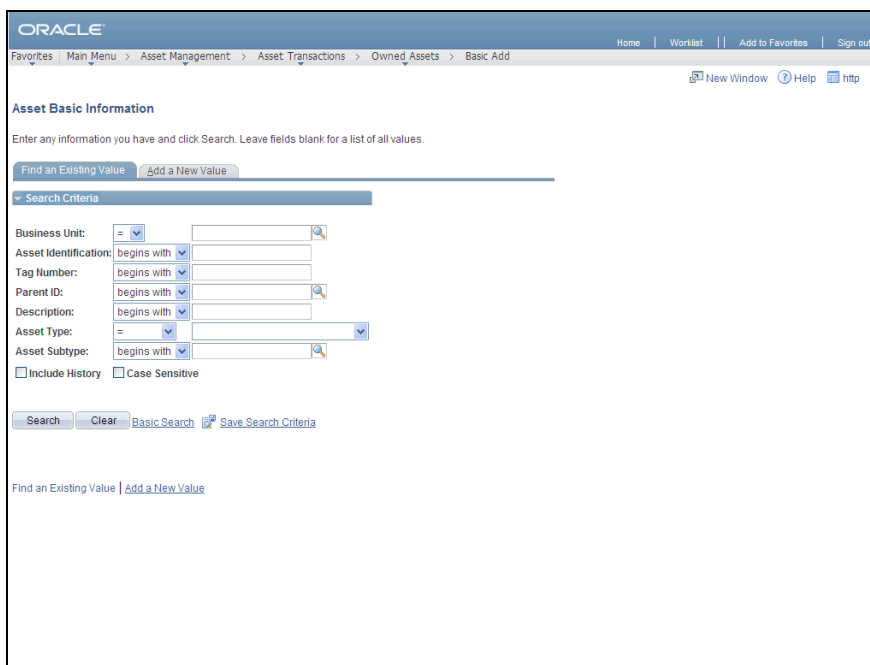 ORACLE
Home | Worklist || Add to Favorites | Sign out
Favorites Main Menu > Asset Management > Asset Transactions > Owned Assets > Basic Add
New Window Help http
Asset Basic Information
Enter any information you have and click Search. Leave fields blank for a list of all values.
Find an Existing Value Add a New Value
Search Criteria
Business Unit: =
Asset Identification: begins with
Tag Number: begins with
Parent ID: begins with
Description: begins with
Asset Type: =
Asset Subtype: begins with
Include History Case Sensitive
Search Clear Basic Search Save Search Criteria
Find an Existing Value | Add a New Value